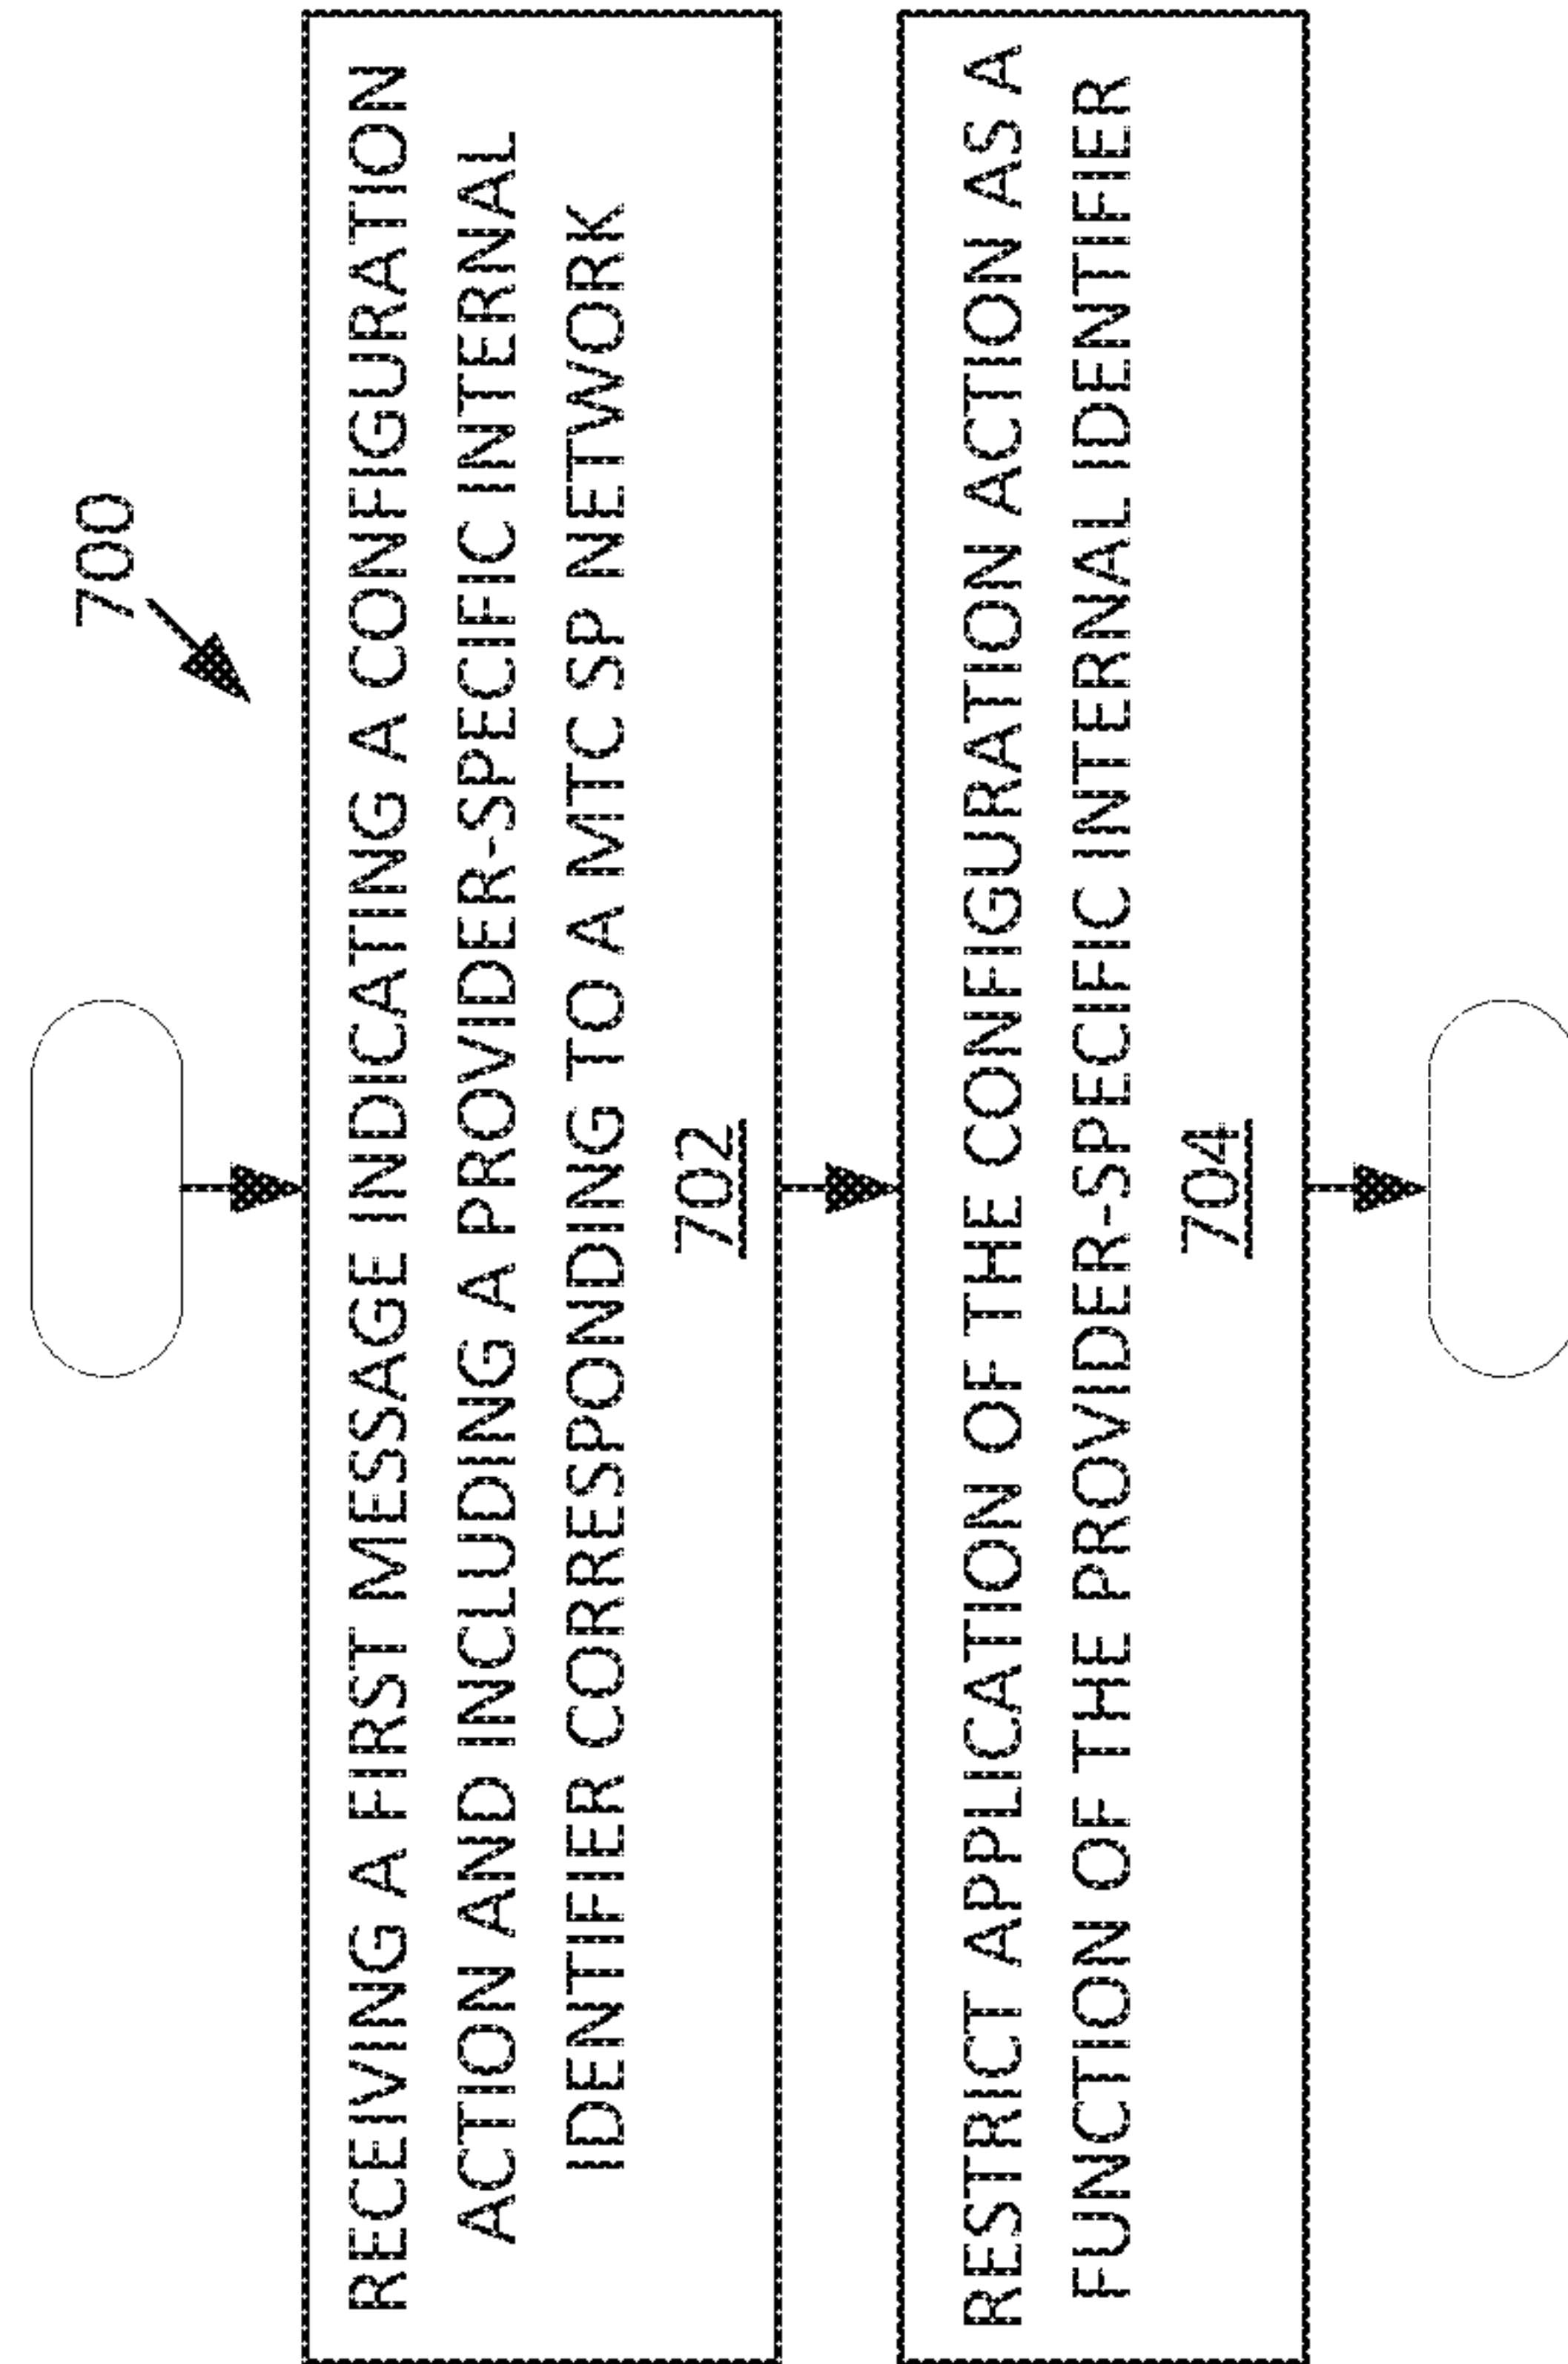 700
RECEIVING A FIRST MESSAGE INDICATING A CONFIGURATION
ACTION AND INCLUDING A PROVIDER-SPECIFIC INTERNAL
IDENTIFIER CORRESPONDING TO A MTC SP NETWORK
702
RESTRICT APPLICATION OF THE CONFIGURATION ACTION AS A
FUNCTION OF THE PROVIDER-SPECIFIC INTERNAL IDENTIFIER
704